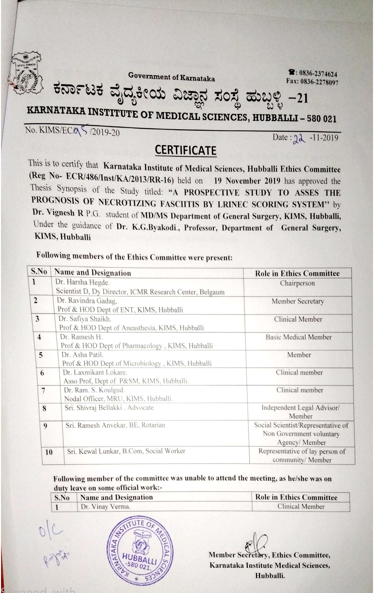 Government of Karnataka
☎: 0836-2374624
Fax: 0836-2278097
ಕರ್ನಾಟಕ ವೈದ್ಯಕೀಯ ವಿಜ್ಞಾನ ಸಂಸ್ಥೆ ಹುಬ್ಬಳ್ಳಿ –21
KARNATAKA INSTITUTE OF MEDICAL SCIENCES, HUBBALLI – 580 021
No. KIMS/EC: /2019-20
Date : 22 -11-2019
CERTIFICATE
This is to certify that Karnataka Institute of Medical Sciences, Hubballi Ethics Committee
(Reg No- ECR/486/Inst/KA/2013/RR-16) held on 19 November 2019 has approved the
Thesis Synopsis of the Study titled: “A PROSPECTIVE STUDY TO ASSES THE
PROGNOSIS OF NECROTIZING FASCIITIS BY LRINEC SCORING SYSTEM” by
Dr. Vignesh R P.G. student of MD/MS Department of General Surgery, KIMS, Hubballi,
Under the guidance of Dr. K.G.Byakodi, Professor, Department of General Surgery,
KIMS, Hubballi
Following members of the Ethics Committee were present:
S.No Name and Designation Role in Ethics Committee
1 Dr. Harsha Hegde. Chairperson
Scientist D, Dy Director, ICMR Research Center, Belgaum
2 Dr. Ravindra Gadag, Member Secretary
Prof & HOD Dept of ENT, KIMS, Hubballi
3 Dr. Safiya Shaikh. Clinical Member
Prof & HOD Dept of Aneasthesia, KIMS, Hubballi
4 Dr. Ramesh H. Basic Medical Member
Prof & HOD Dept of Pharmacology , KIMS, Hubballi
5 Dr. Asha Patil. Member
Prof & HOD Dept of Microbiology , KIMS, Hubballi
6 Dr. Laxmikant Lokare. Clinical member
Asso Prof, Dept of P&SM, KIMS, Hubballi.
7 Dr. Ram. S. Koulgud Clinical member
Nodal Officer, MRU, KIMS, Hubballi.
8 Sri. Shivraj Bellakki , Advocate Independent Legal Advisor/
Member
9 Sri. Ramesh Anvekar, BE, Rotarian Social Scientist/Representative of
Non Government voluntary
Agency/ Member
10 Sri. Kewal Lunkar, B.Com, Social Worker Representative of lay person of
community/ Member
Following member of the committee was unable to attend the meeting, as he/she was on
duty leave on some official work:-
S.No Name and Designation Role in Ethics Committee
1 Dr. Vinay Verma. Clinical Member
O/C
KARNATAKA INSTITUTE OF MEDICAL SCIENCES
HUBBALLI
-580 021.
Member Secretary, Ethics Committee,
Karnataka Institute of Medical Sciences,
Hubballi.